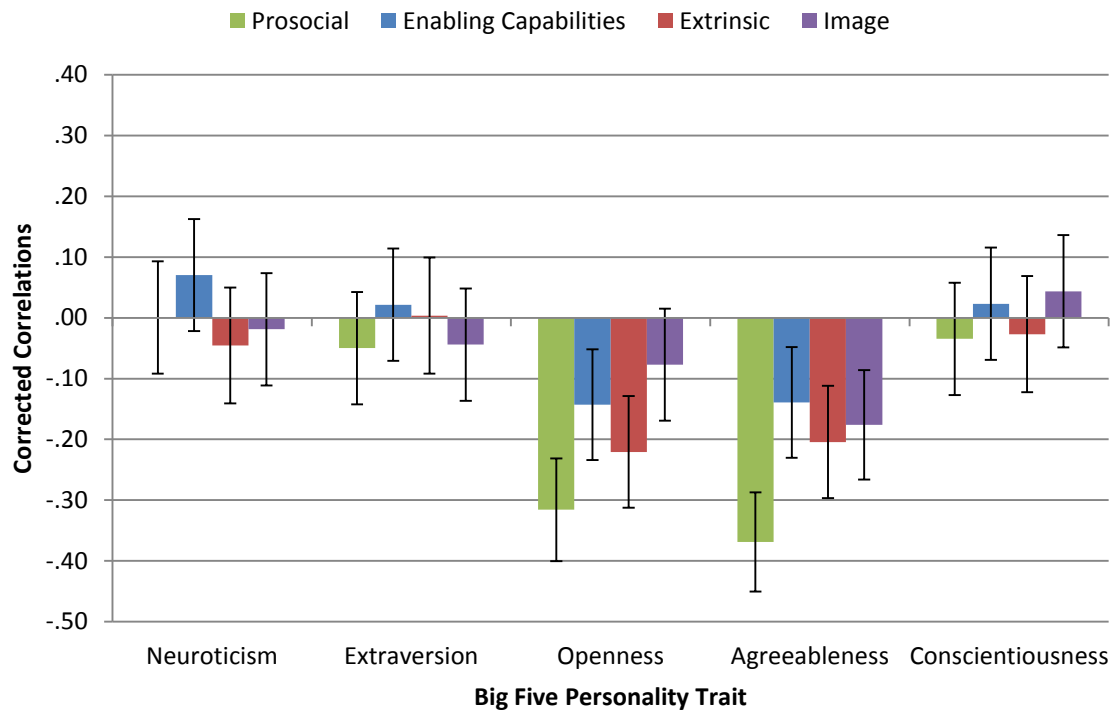 Prosocial Enabling Capabilities Extrinsic Image
.40
.30
.20
.10
.00
-.10
-.20
-.30
-.40
-.50
Corrected Correlations
Neuroticism Extraversion Openness Agreeableness Conscientiousness
Big Five Personality Trait